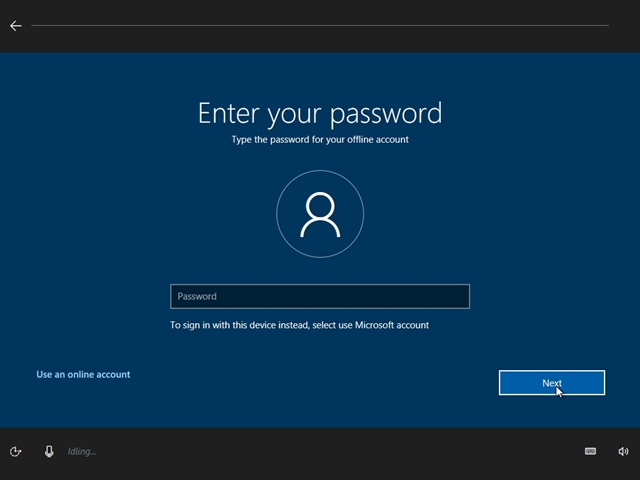 Enter your password
Type the password for your offline account
Password
To sign in with this device instead, select use Microsoft account
Use an online account
Next
Idling...